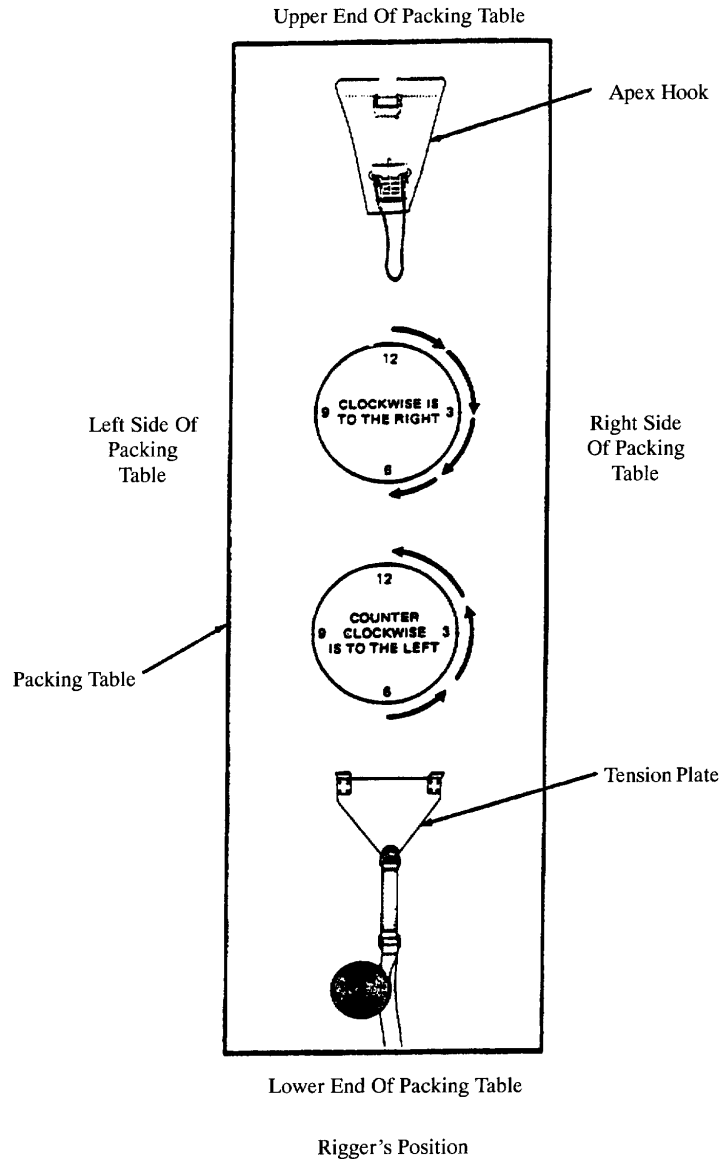 Upper End Of Packing Table
Apex Hook
12
9 CLOCKWISE IS 3
TO THE RIGHT
6
Left Side Of
Packing
Table
Right Side
Of Packing
Table
12
COUNTER
9 CLOCKWISE 3
IS TO THE LEFT
6
Packing Table
Tension Plate
Lower End Of Packing Table
Rigger's Position